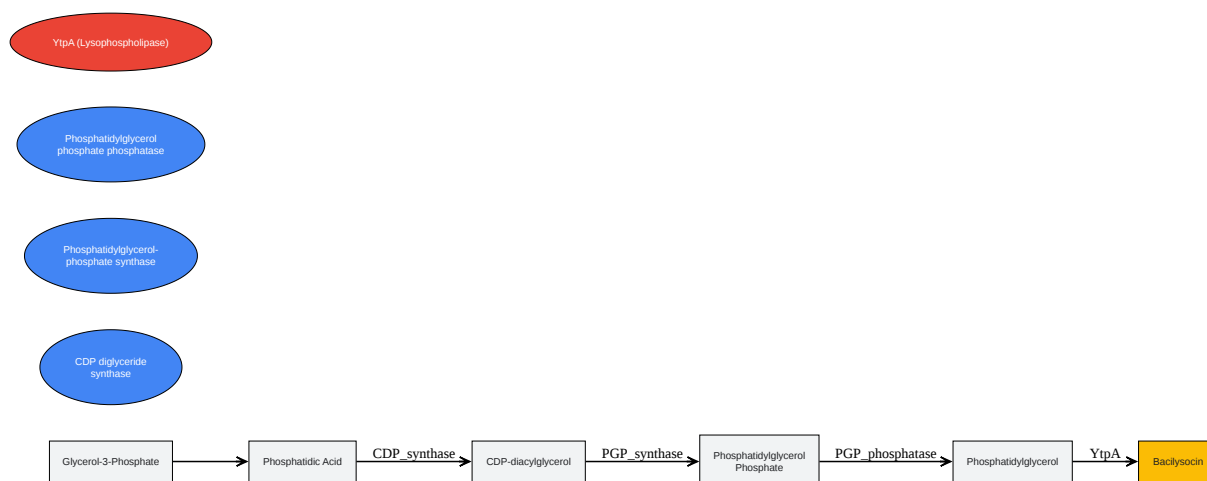 YtpA (Lysophospholipase)
Phosphatidylglycerol
phosphate phosphatase
Phosphatidylglycerol-
phosphate synthase
CDP diglyceride
synthase
Glycerol-3-Phosphate
Phosphatidic Acid
CDP_synthase
CDP-diacylglycerol
PGP_synthase
Phosphatidylglycerol
Phosphate
PGP_phosphatase
Phosphatidylglycerol
YtpA
Bacilysocin